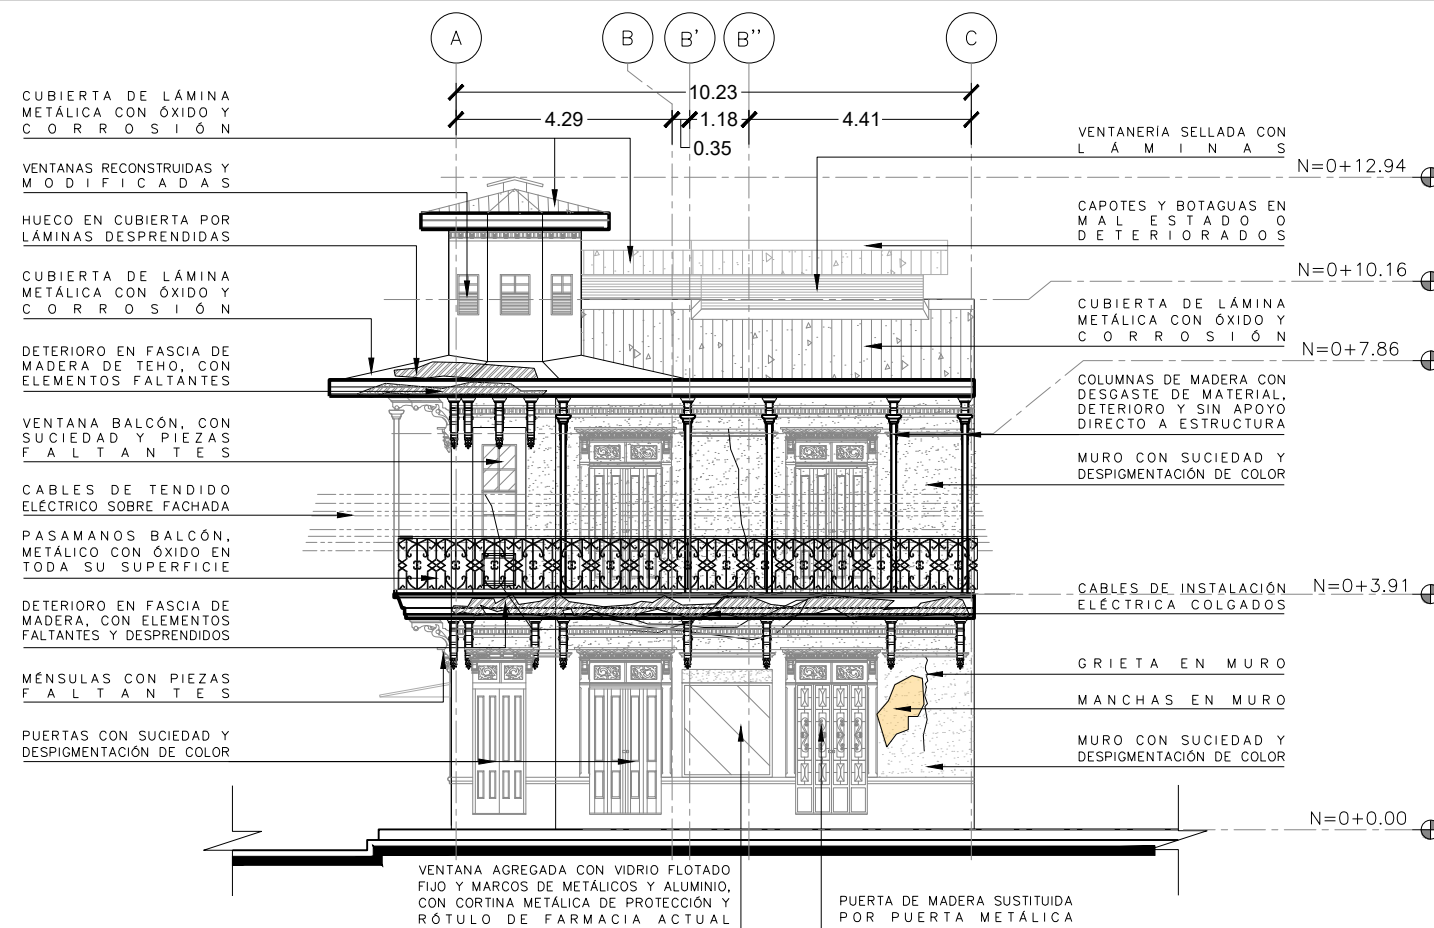 A
B
B'
B''
C
10.23
4.29
1.18
4.41
0.35
CUBIERTA DE LÁMINA
METÁLICA CON ÓXIDO Y
CORROSIÓN
VENTANAS RECONSTRUIDAS Y
MODIFICADAS
HUECO EN CUBIERTA POR
LÁMINAS DESPRENDIDAS
CUBIERTA DE LÁMINA
METÁLICA CON ÓXIDO Y
CORROSIÓN
DETERIORO EN FASCIA DE
MADERA DE TEHO, CON
ELEMENTOS FALTANTES
VENTANA BALCÓN, CON
SUCIEDAD Y PIEZAS
FALTANTES
CABLES DE TENDIDO
ELÉCTRICO SOBRE FACHADA
PASAMANOS BALCÓN,
METÁLICO CON ÓXIDO EN
TODA SU SUPERFICIE
DETERIORO EN FASCIA DE
MADERA, CON ELEMENTOS
FALTANTES Y DESPRENDIDOS
MÉNSULAS CON PIEZAS
FALTANTES
PUERTAS CON SUCIEDAD Y
DESPIGMENTACIÓN DE COLOR
VENTANERÍA SELLADA CON
LÁMINAS
N=0+12.94
CAPOTES Y BOTAGUAS EN
MAL ESTADO O
DETERIORADOS
N=0+10.16
CUBIERTA DE LÁMINA
METÁLICA CON ÓXIDO Y
CORROSIÓN
N=0+7.86
COLUMNAS DE MADERA CON
DESGASTE DE MATERIAL,
DETERIORO Y SIN APOYO
DIRECTO A ESTRUCTURA
MURO CON SUCIEDAD Y
DESPIGMENTACIÓN DE COLOR
CABLES DE INSTALACIÓN
ELÉCTRICA COLGADOS
N=0+3.91
GRIETA EN MURO
MANCHAS EN MURO
MURO CON SUCIEDAD Y
DESPIGMENTACIÓN DE COLOR
N=0+0.00
VENTANA AGREGADA CON VIDRIO FLOTADO
FIJO Y MARCOS DE METÁLICOS Y ALUMINIO,
CON CORTINA METÁLICA DE PROTECCIÓN Y
RÓTULO DE FARMACIA ACTUAL
PUERTA DE MADERA SUSTITUIDA
POR PUERTA METÁLICA